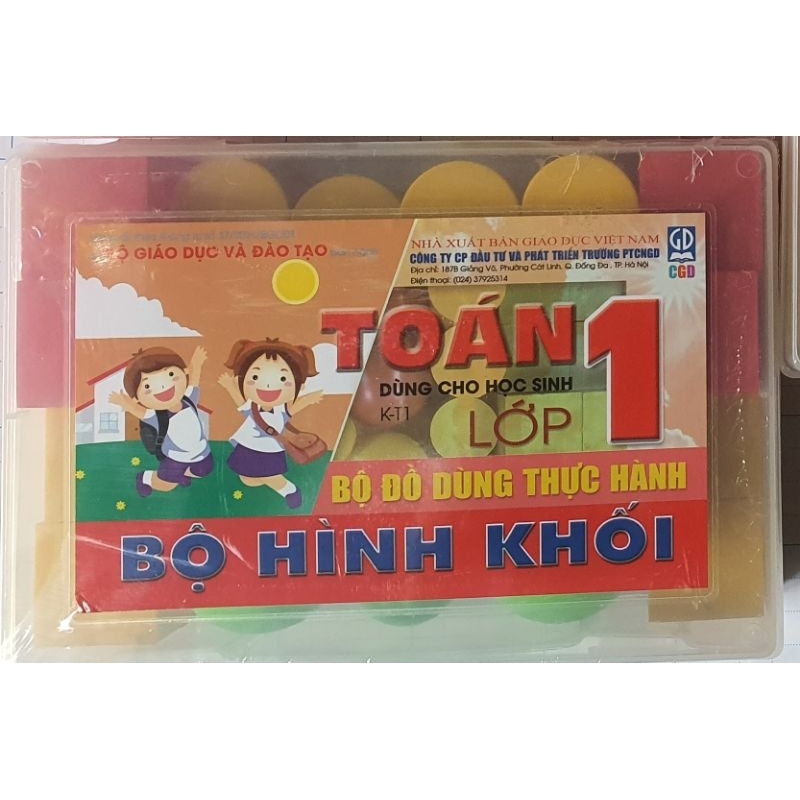 BỘ GIÁO DỤC VÀ ĐÀO TẠO
NHÀ XUẤT BẢN GIÁO DỤC VIỆT NAM
CÔNG TY CP ĐẦU TƯ VÀ PHÁT TRIỂN TRƯỜNG PTCNGD
Địa chỉ: 187B Giảng Võ, Phường Cát Linh, Q. Đống Đa, TP. Hà Nội
Điện thoại: (024) 37925314
GD
CGD
TOÁN 1
DÙNG CHO HỌC SINH
K-T1
LỚP
BỘ ĐỒ DÙNG THỰC HÀNH
BỘ HÌNH KHỐI